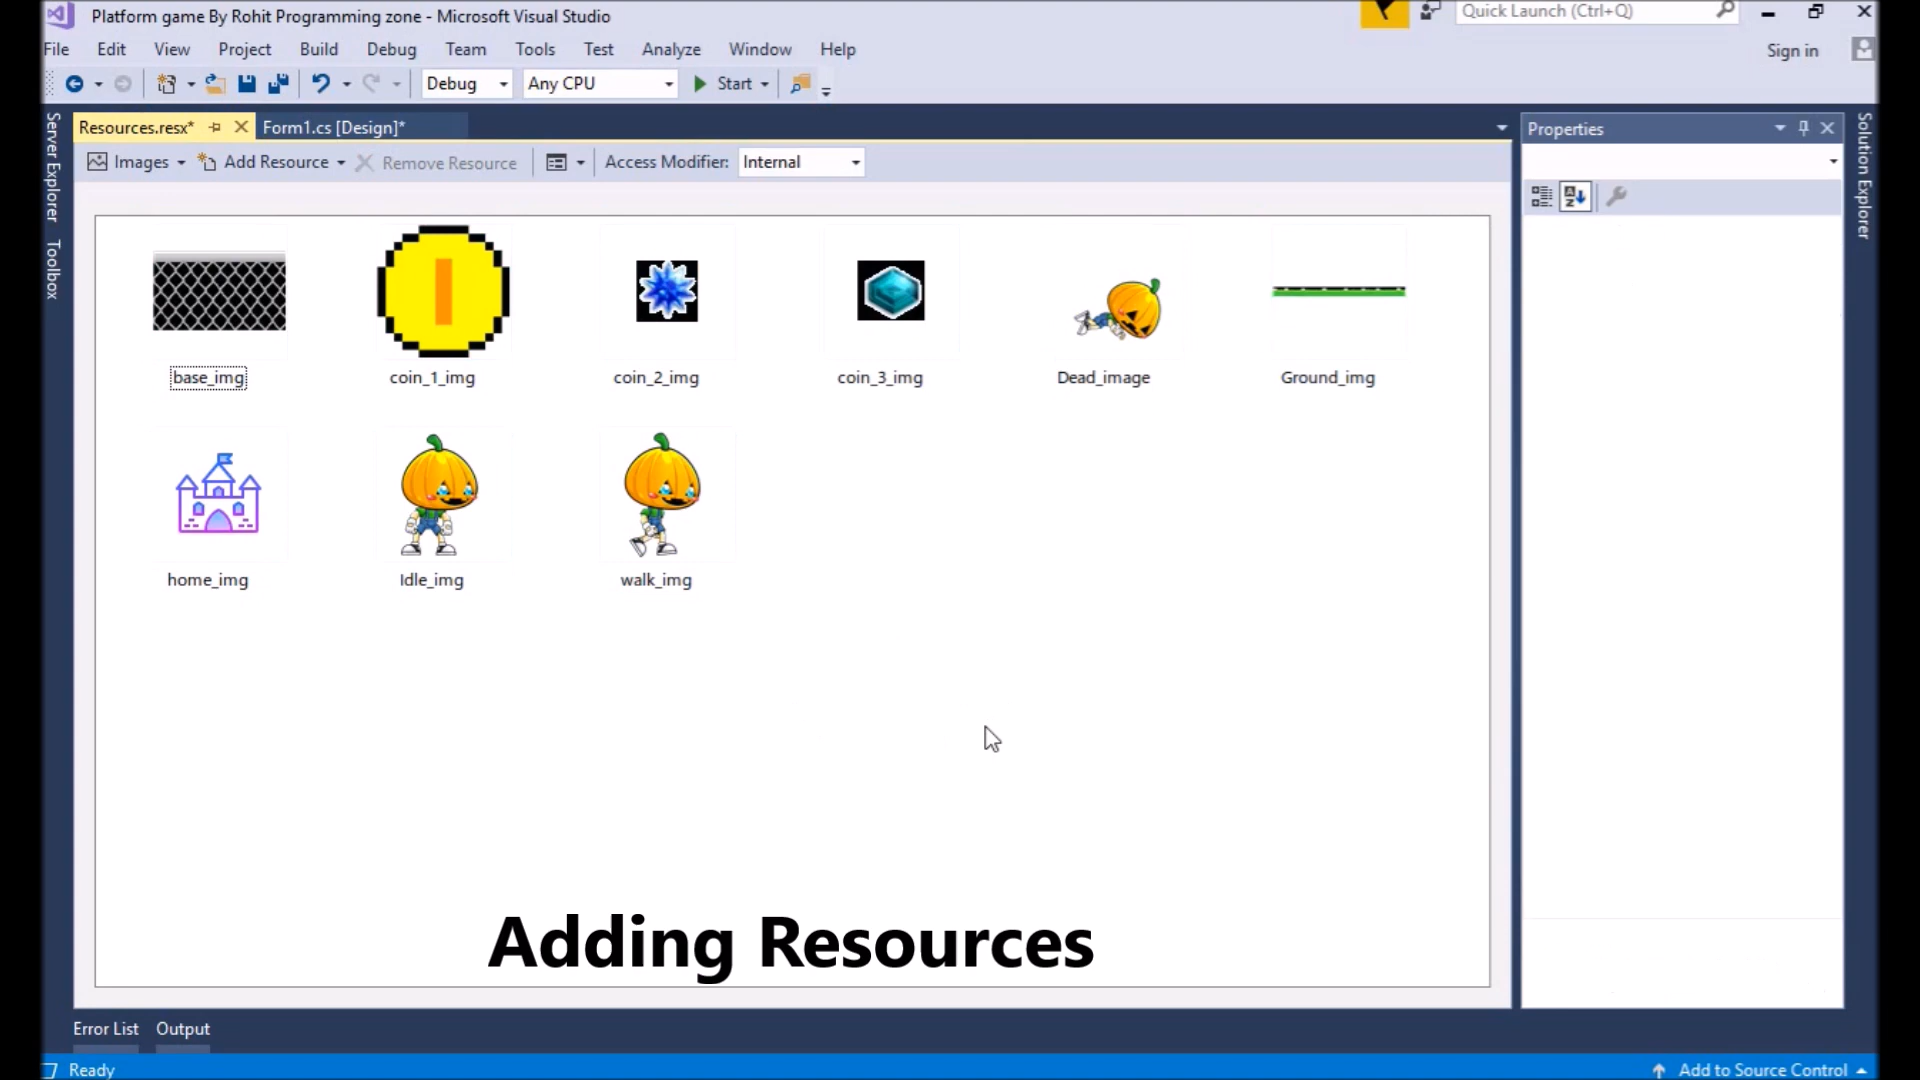 Platform game By Rohit Programming zone - Microsoft Visual Studio
Quick Launch (Ctrl+Q)
File Edit View Project Build Debug Team Tools Test Analyze Window Help
Sign in
Debug Any CPU Start
Server Explorer
Toolbox
Resources.resx* Form1.cs [Design]*
Properties
Solution Explorer
Images Add Resource Remove Resource Access Modifier: Internal
base_img coin_1_img coin_2_img coin_3_img Dead_image Ground_img
home_img Idle_img walk_img
Adding Resources
Error List Output
Ready
Add to Source Control